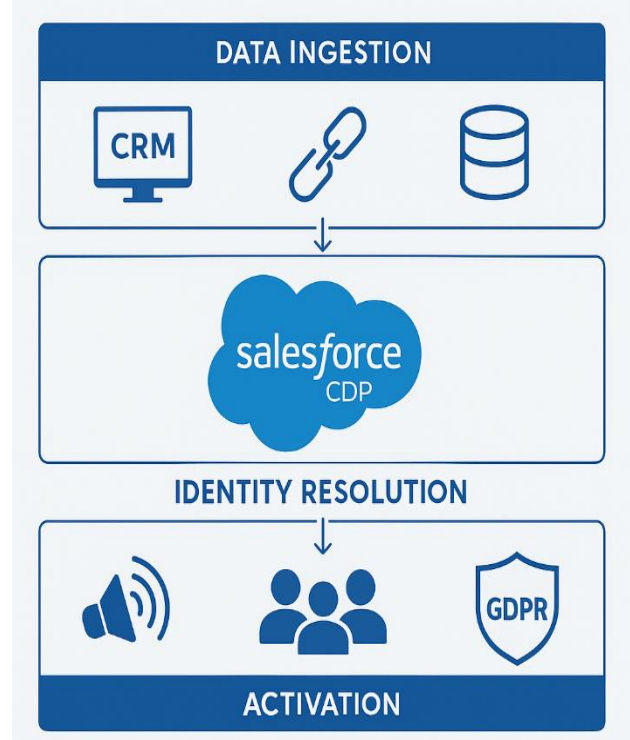 DATA INGESTION
CRM
salesforce
CDP
IDENTITY RESOLUTION
GDPR
ACTIVATION